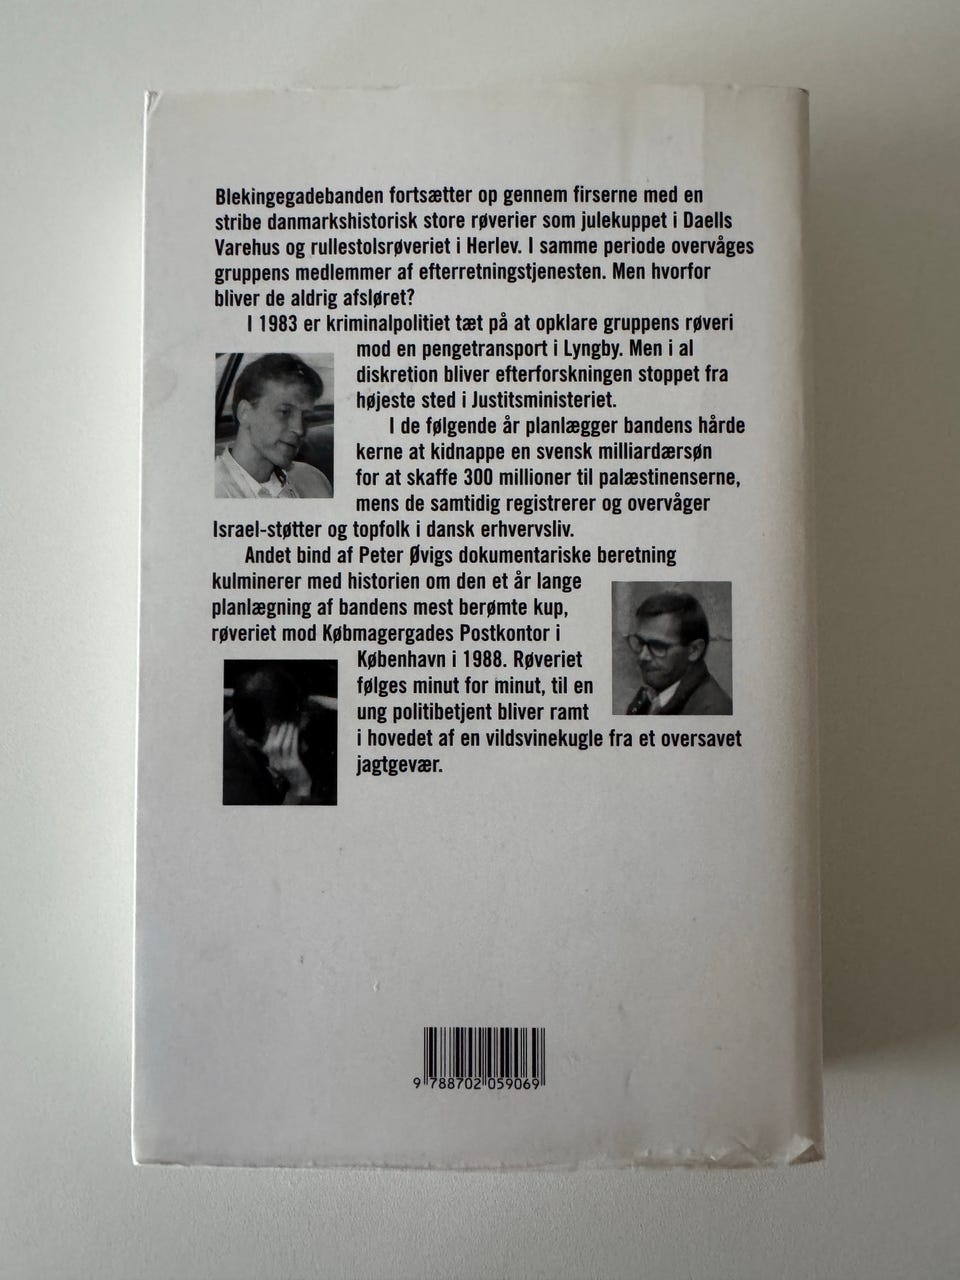 Blekingegadebanden fortsætter op gennem firserne med en
stribe danmarkshistorisk store røverier som julekuppet i Daells
Varehus og rullestolsrøveriet i Herlev. I samme periode overvåges
gruppens medlemmer af efterretningstjenesten. Men hvorfor
bliver de aldrig afsløret?
I 1983 er kriminalpolitiet tæt på at opklare gruppens røveri
mod en pengetransport i Lyngby. Men i al
diskretion bliver efterforskningen stoppet fra
højeste sted i Justitsministeriet.
I de følgende år planlægger bandens hårde
kerne at kidnappe en svensk milliardærsøn
for at skaffe 300 millioner til palæstinenserne,
mens de samtidig registrerer og overvåger
Israel-støtter og topfolk i dansk erhvervsliv.
Andet bind af Peter Øvigs dokumentariske beretning
kulminerer med historien om den et år lange
planlægning af bandens mest berømte kup,
røveriet mod Købmagergades Postkontor i
København i 1988. Røveriet
følges minut for minut, til en
ung politibetjent bliver ramt
i hovedet af en vildsvinekugle fra et oversavet
jagtgevær.
9 788702 059069